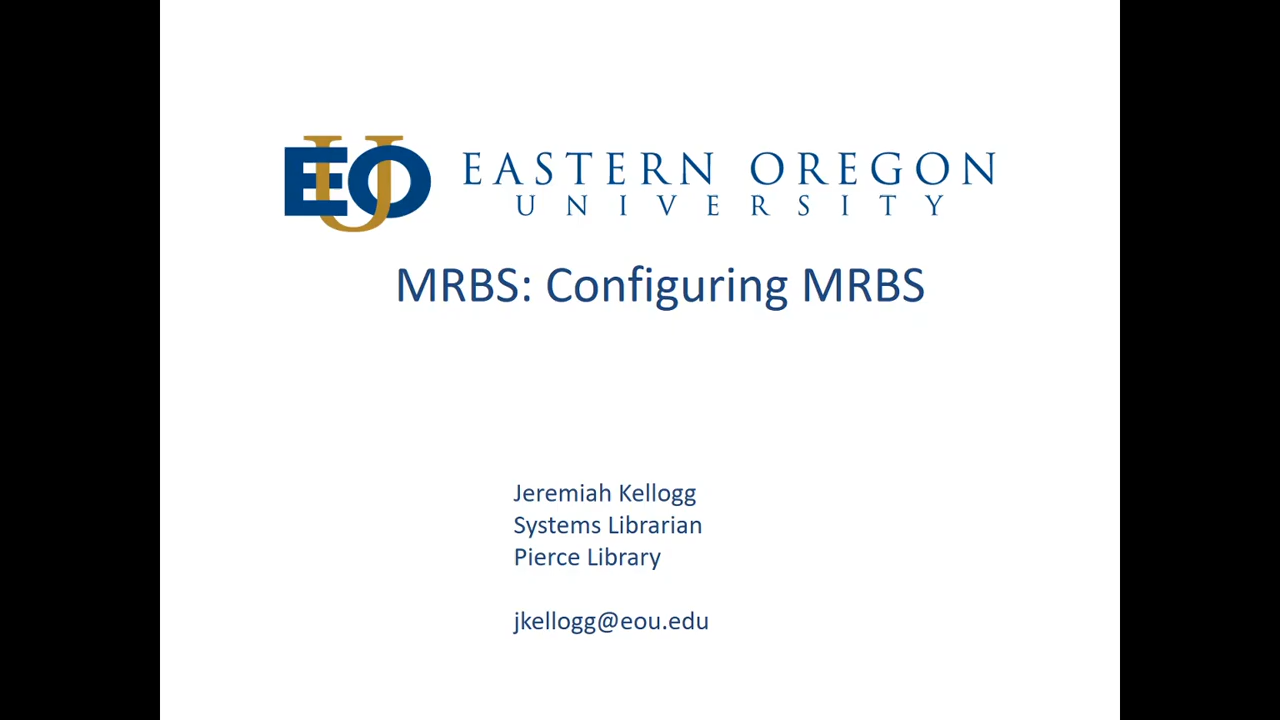 EOU EASTERN OREGON
UNIVERSITY
MRBS: Configuring MRBS
Jeremiah Kellogg
Systems Librarian
Pierce Library
jkellogg@eou.edu